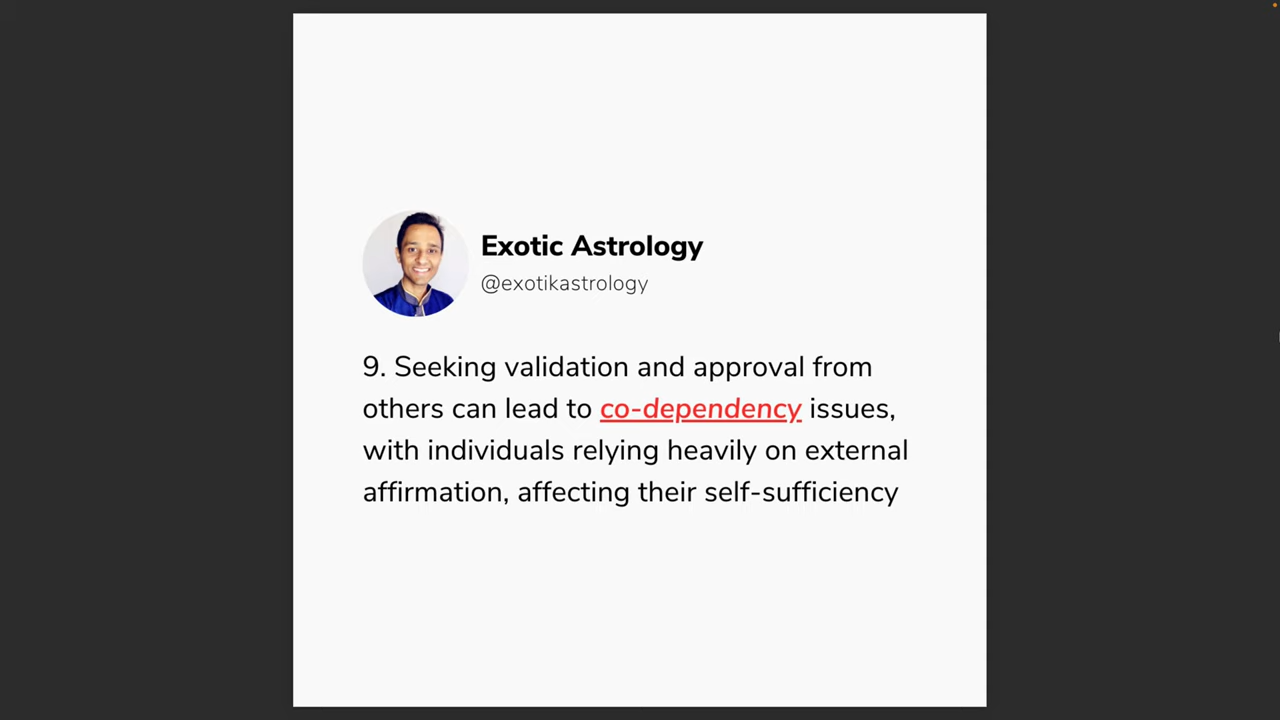 Exotic Astrology
@exotikastrology
9. Seeking validation and approval from
others can lead to co-dependency issues,
with individuals relying heavily on external
affirmation, affecting their self-sufficiency